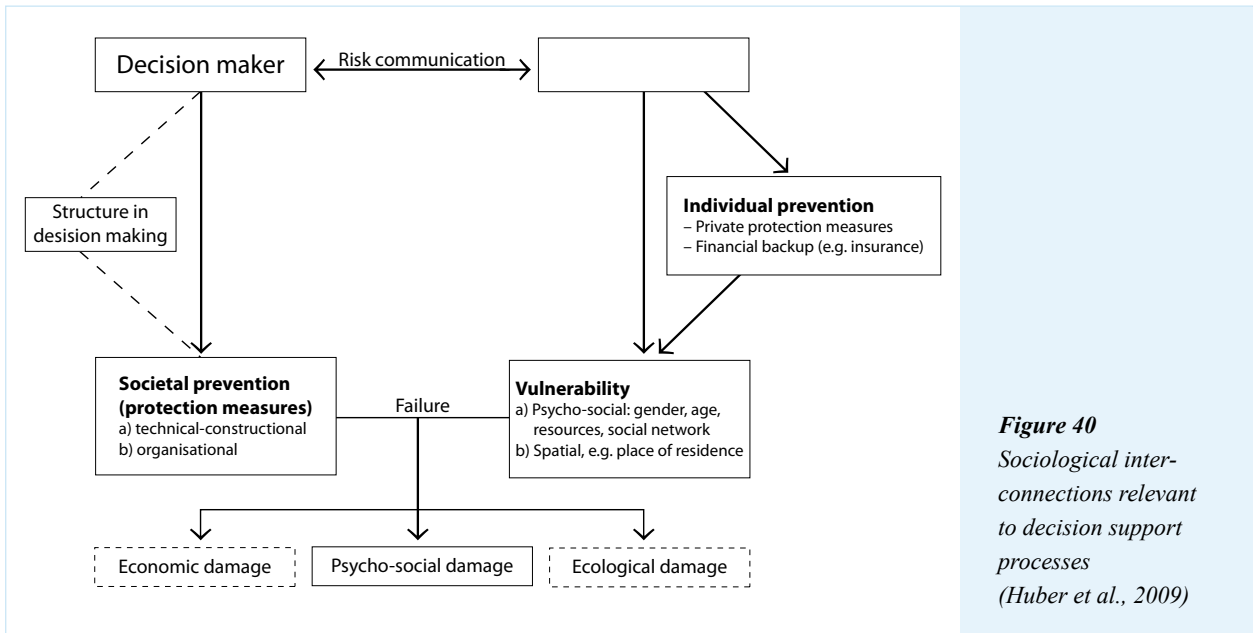 Decision maker
Risk communication
Structure in
desision making
Individual prevention
– Private protection measures
– Financial backup (e.g. insurance)
Societal prevention
(protection measures)
a) technical-constructional
b) organisational
Failure
Vulnerability
a) Psycho-social: gender, age,
resources, social network
b) Spatial, e.g. place of residence
Economic damage
Psycho-social damage
Ecological damage
Figure 40
Sociological inter-
connections relevant
to decision support
processes
(Huber et al., 2009)